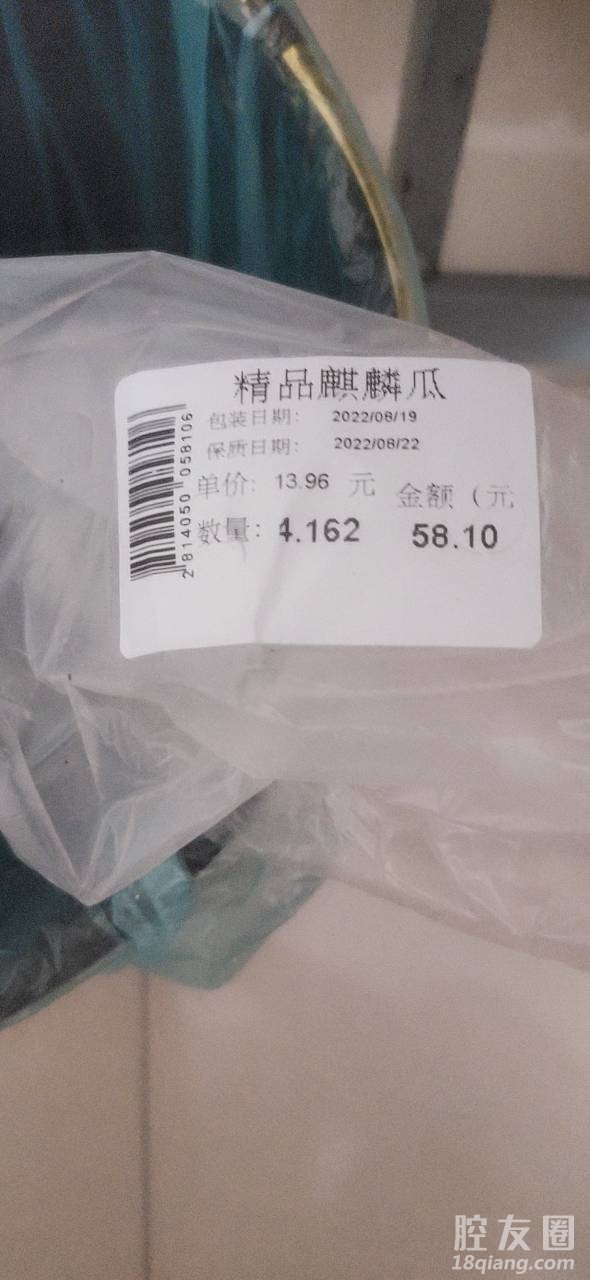 精品麒麟瓜
包装日期: 2022/08/19
保质日期: 2022/08/22
单价: 13.96 元 金额（元
数量: 4.162 58.10
2 814050 058106
腔友圈
18qiang.com